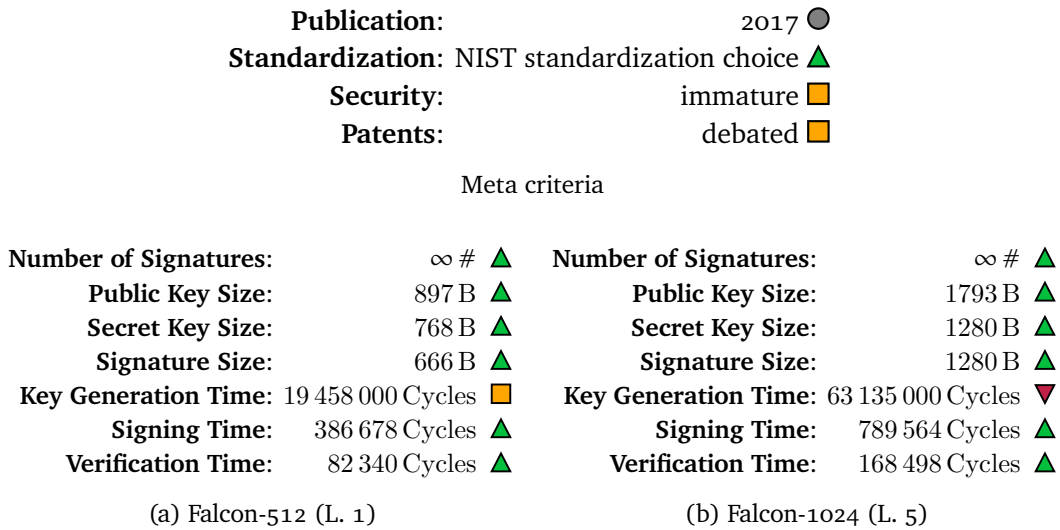 Publication: 2017
Standardization: NIST standardization choice
Security: immature
Patents: debated
Meta criteria
Number of Signatures: ∞ #
Public Key Size: 897 B
Secret Key Size: 768 B
Signature Size: 666 B
Key Generation Time: 19 458 000 Cycles
Signing Time: 386 678 Cycles
Verification Time: 82 340 Cycles
(a) Falcon-512 (L. 1)
Number of Signatures: ∞ #
Public Key Size: 1793 B
Secret Key Size: 1280 B
Signature Size: 1280 B
Key Generation Time: 63 135 000 Cycles
Signing Time: 789 564 Cycles
Verification Time: 168 498 Cycles
(b) Falcon-1024 (L. 5)